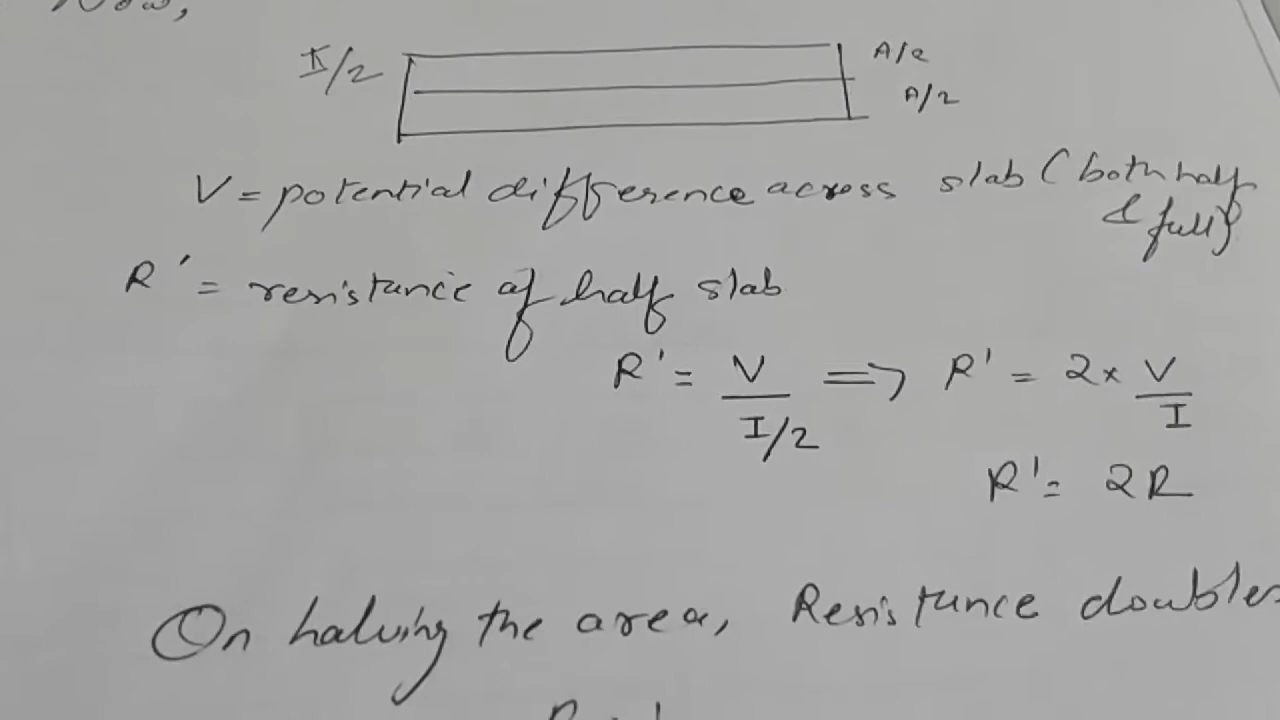 Now,
I/2
A/2
A/2
V = potential difference across slab (both half
& full)
R' = resistance of half slab
R' = V / I/2 => R' = 2 x V / I
R' = 2R
On halving the area, Resistance doubles